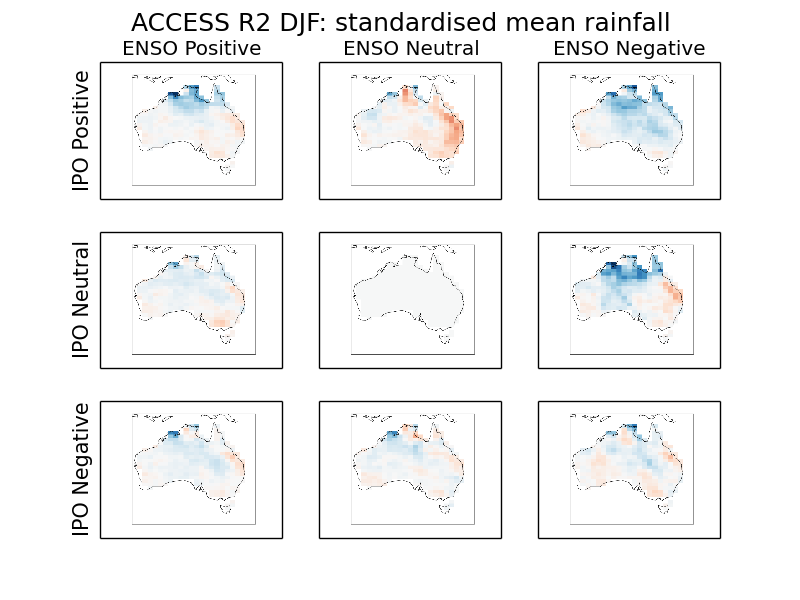 ACCESS R2 DJF: standardised mean rainfall
ENSO Positive
ENSO Neutral
ENSO Negative
IPO Positive
IPO Neutral
IPO Negative